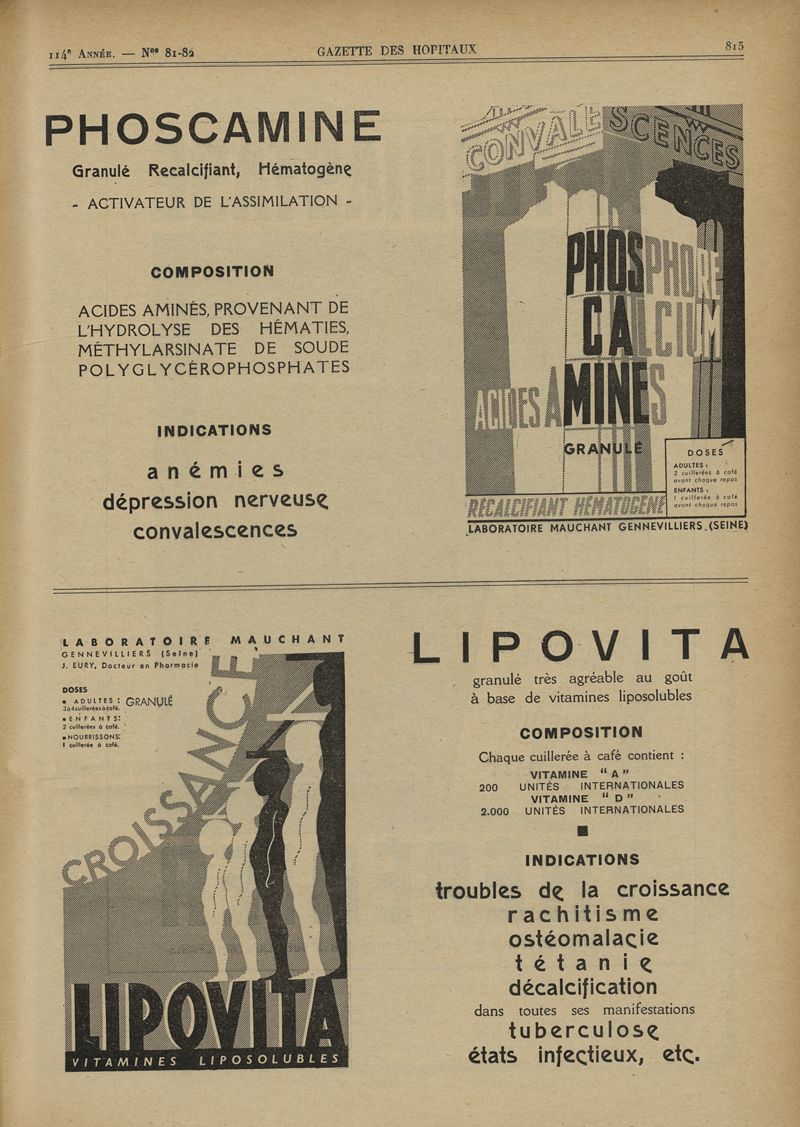 114e ANNÉE. — Nos 81-82
GAZETTE DES HOPITAUX
815
PHOSCAMINE
Granulé Recalcifiant, Hématogène
- ACTIVATEUR DE L'ASSIMILATION -
COMPOSITION
ACIDES AMINÉS, PROVENANT DE
L'HYDROLYSE DES HÉMATIES,
MÉTHYLARSINATE DE SOUDE
POLYGLYCÉROPHOSPHATES
INDICATIONS
anémies
dépression nerveuse
convalescences
CONVALESCENCES
PHOSPHORE
CALCIUM
ACIDES AMINES
GRANULÉ
DOSES
ADULTES :
2 cuillerées à café
avant chaque repas
ENFANTS :
1 cuillerée à café
avant chaque repas
RECALCIFIANT HÉMATOGÈNE
LABORATOIRE MAUCHANT GENNEVILLIERS (SEINE)
LABORATOIRE MAUCHANT
GENNEVILLIERS (Seine)
J. EURY, Docteur en Pharmacie
DOSES
■ ADULTES : GRANULÉ
3à4 cuillerées à café.
■ ENFANTS:
2 cuillerées à café.
■ NOURRISSONS:
1 cuillerée à café.
CROISSANCE
LIPOVITA
VITAMINES LIPOSOLUBLES
LIPOVITA
granulé très agréable au goût
à base de vitamines liposolubles
COMPOSITION
Chaque cuillerée à café contient :
VITAMINE "A"
200 UNITÉS INTERNATIONALES
VITAMINE "D"
2.000 UNITÉS INTERNATIONALES
INDICATIONS
troubles de la croissance
rachitisme
ostéomalacie
tétanie
décalcification
dans toutes ses manifestations
tuberculose
états infectieux, etc.